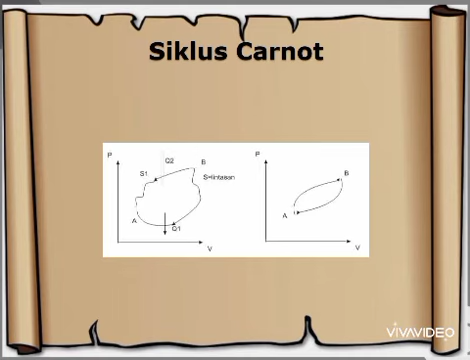 Siklus Carnot
P
Q2
B
S1
S=lintasan
A
Q1
V
P
B
A
V
VIVAVIDEO